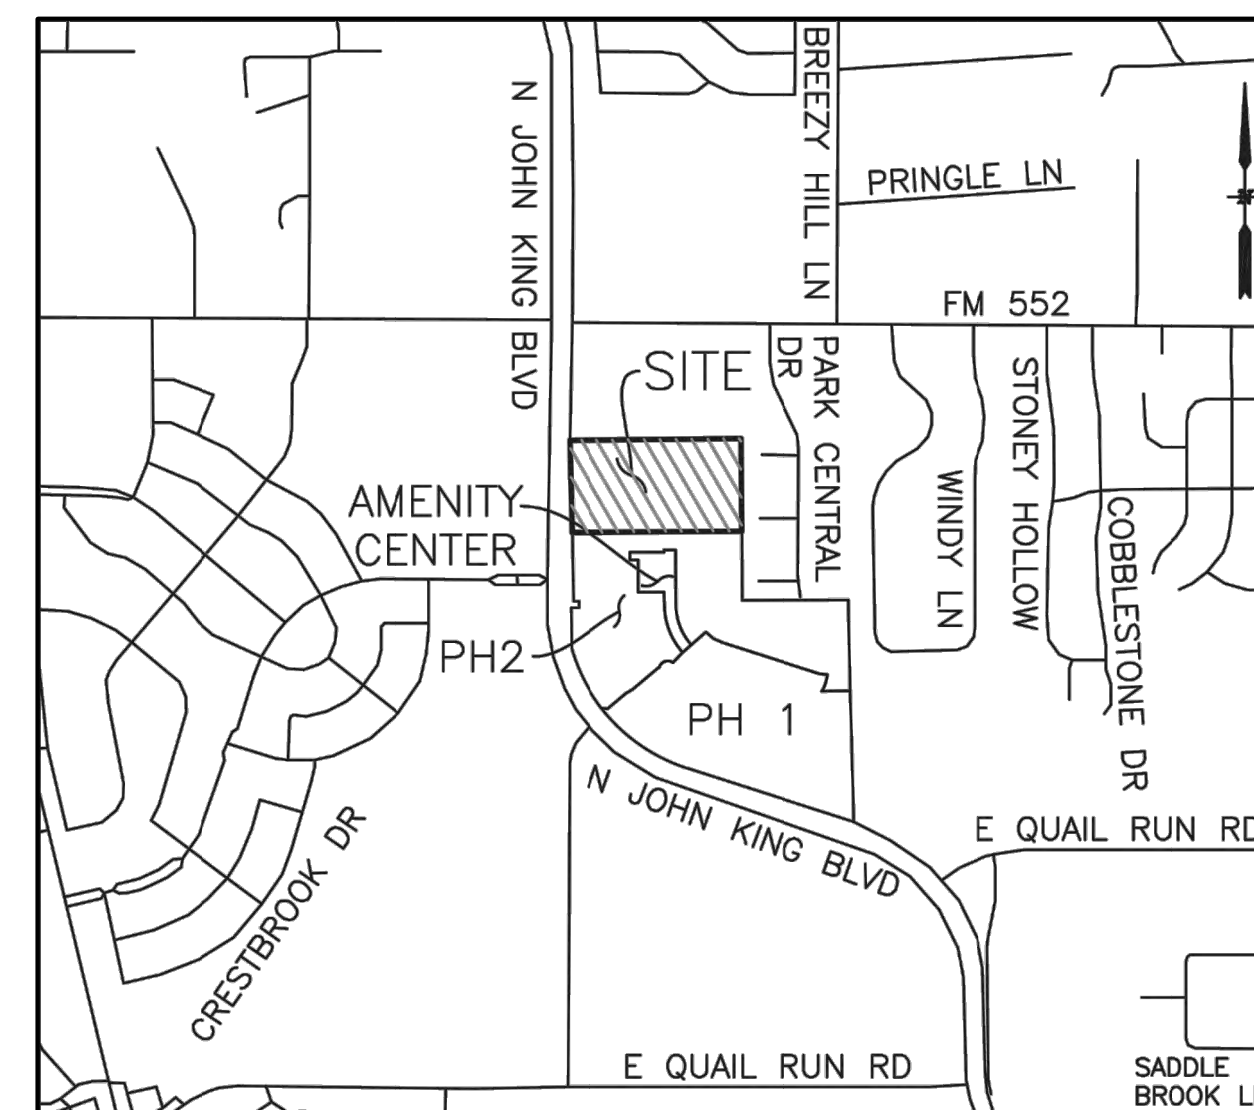 N JOHN KING BLVD
BREEZY HILL LN
PRINGLE LN
FM 552
SITE
PARK CENTRAL
DR
STONEY HOLLOW
WINDY LN
COBBLESTONE DR
AMENITY
CENTER
PH2
PH 1
N JOHN KING BLVD
E QUAIL RUN RD
CRESTBROOK DR
E QUAIL RUN RD
SADDLE
BROOK L